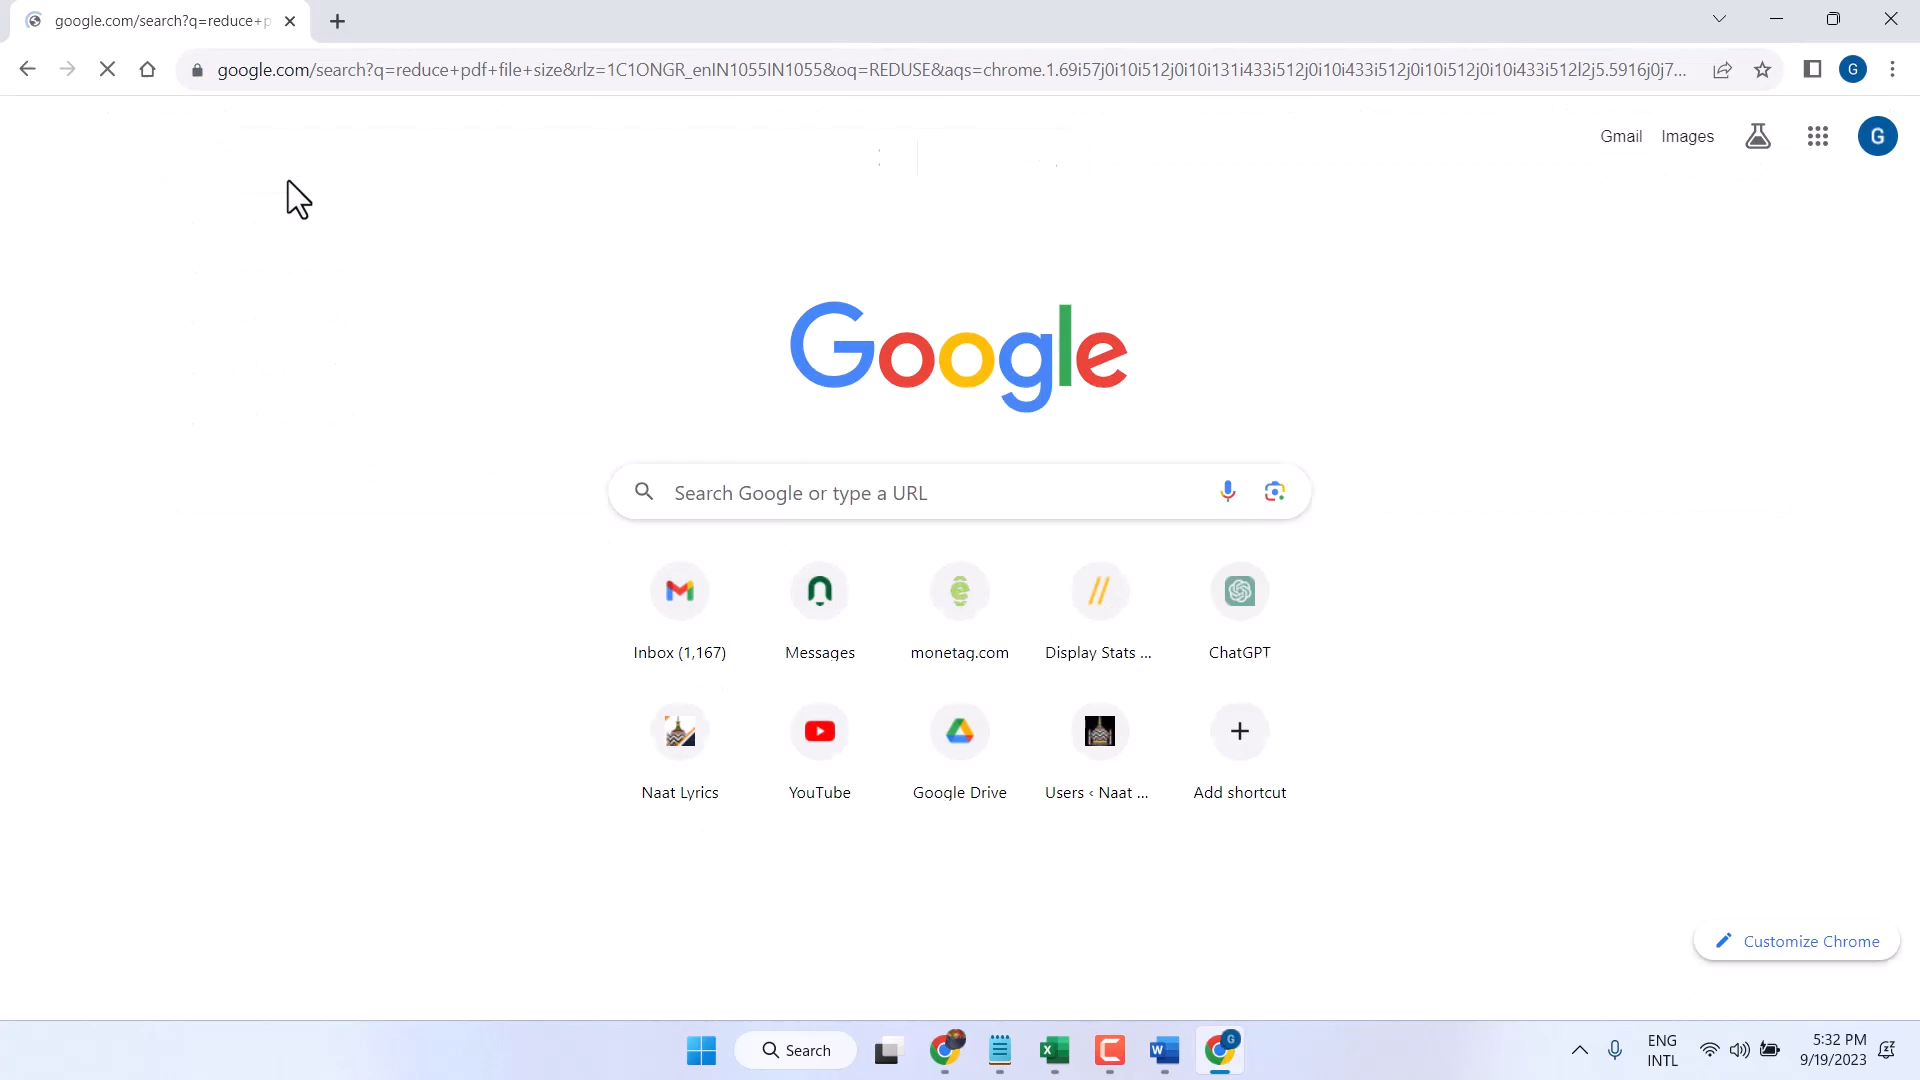 google.com/search?q=reduce+p
google.com/search?q=reduce+pdf+file+size&rlz=1C1ONGR_enIN1055IN1055&oq=REDUSE&aqs=chrome.1.69i57j0i10i512j0i10i131i433i512j0i10i433i512j0i10i512j0i10i433i512l2j5.5916j0j7...
G
Gmail Images
G
Google
Search Google or type a URL
Inbox (1,167)
Messages
monetag.com
Display Stats ...
ChatGPT
Naat Lyrics
YouTube
Google Drive
Users ‹ Naat ...
Add shortcut
Customize Chrome
Search
ENG
INTL
5:32 PM
9/19/2023